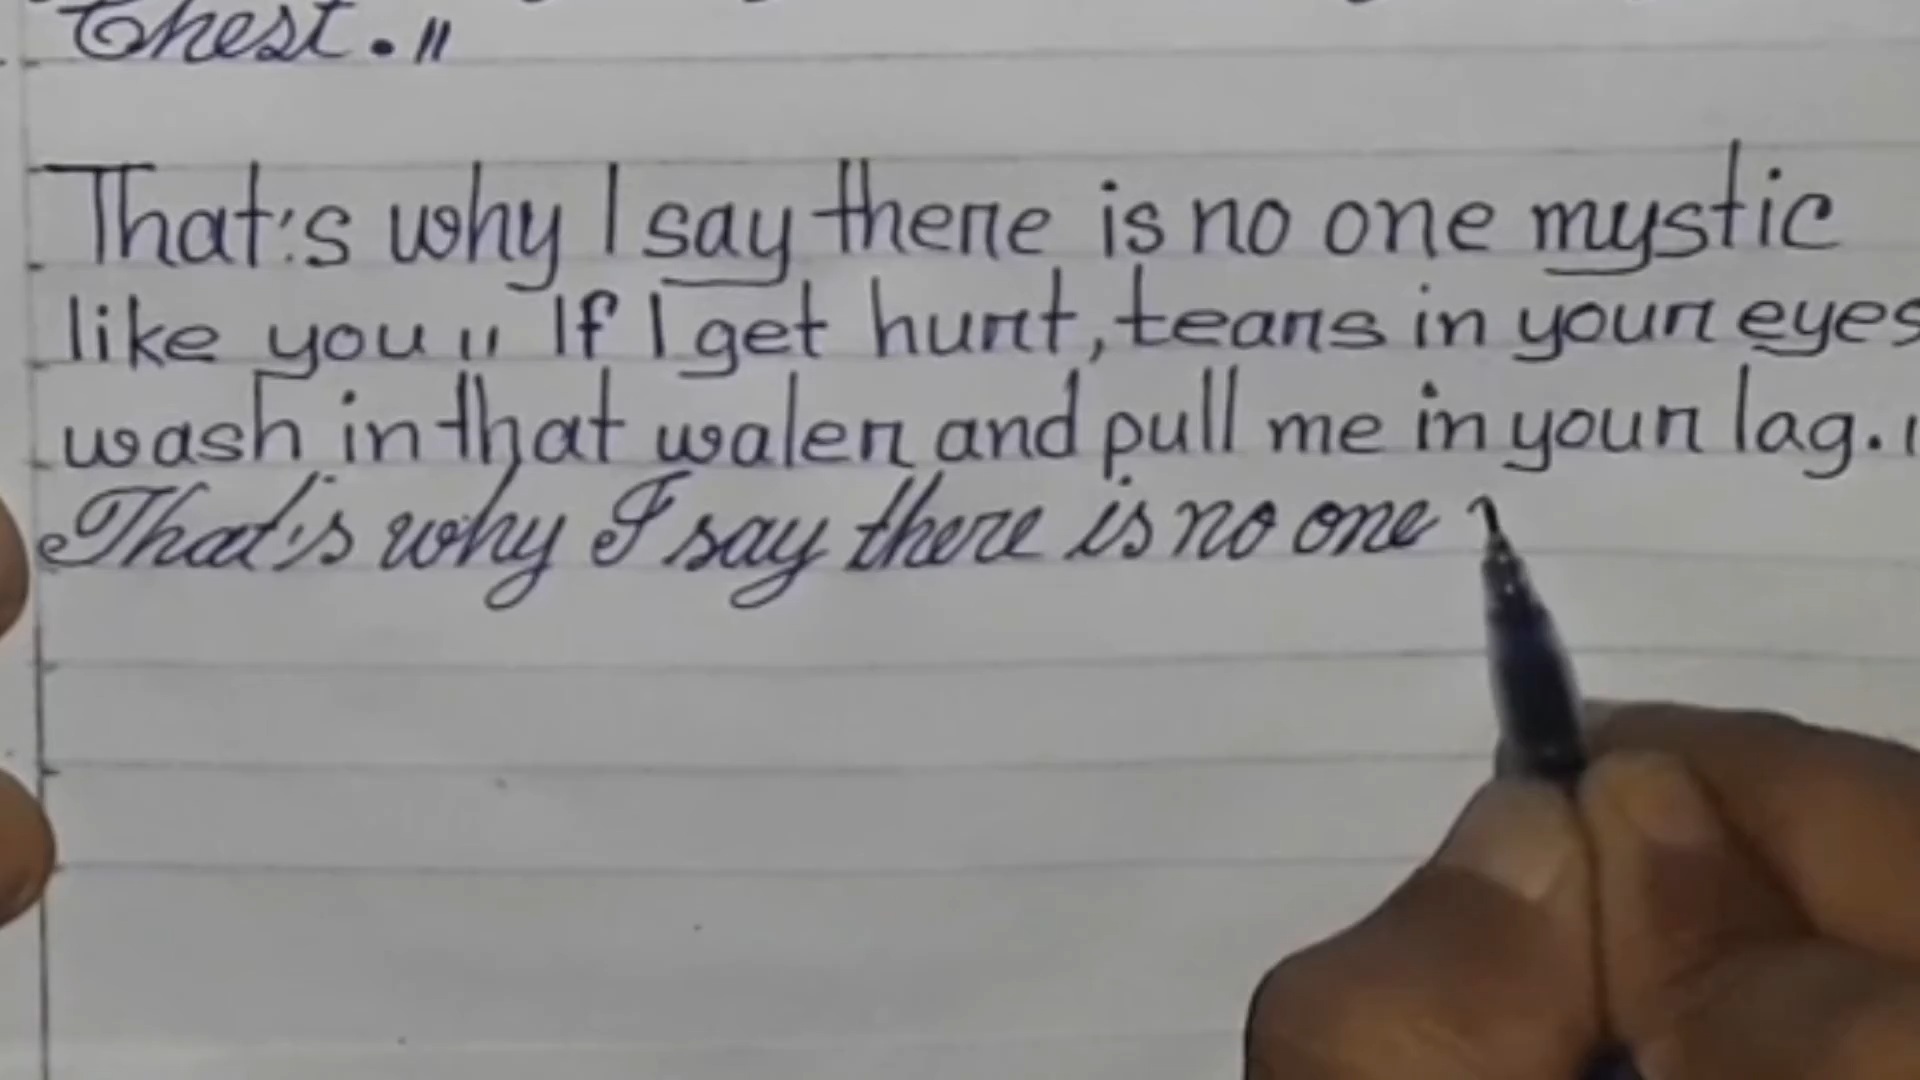 Chest. "
That's why I say there is no one mystic
like you " If I get hurt, tears in your eyes
wash in that waler and pull me in your lag. "
That's why I say there is no one